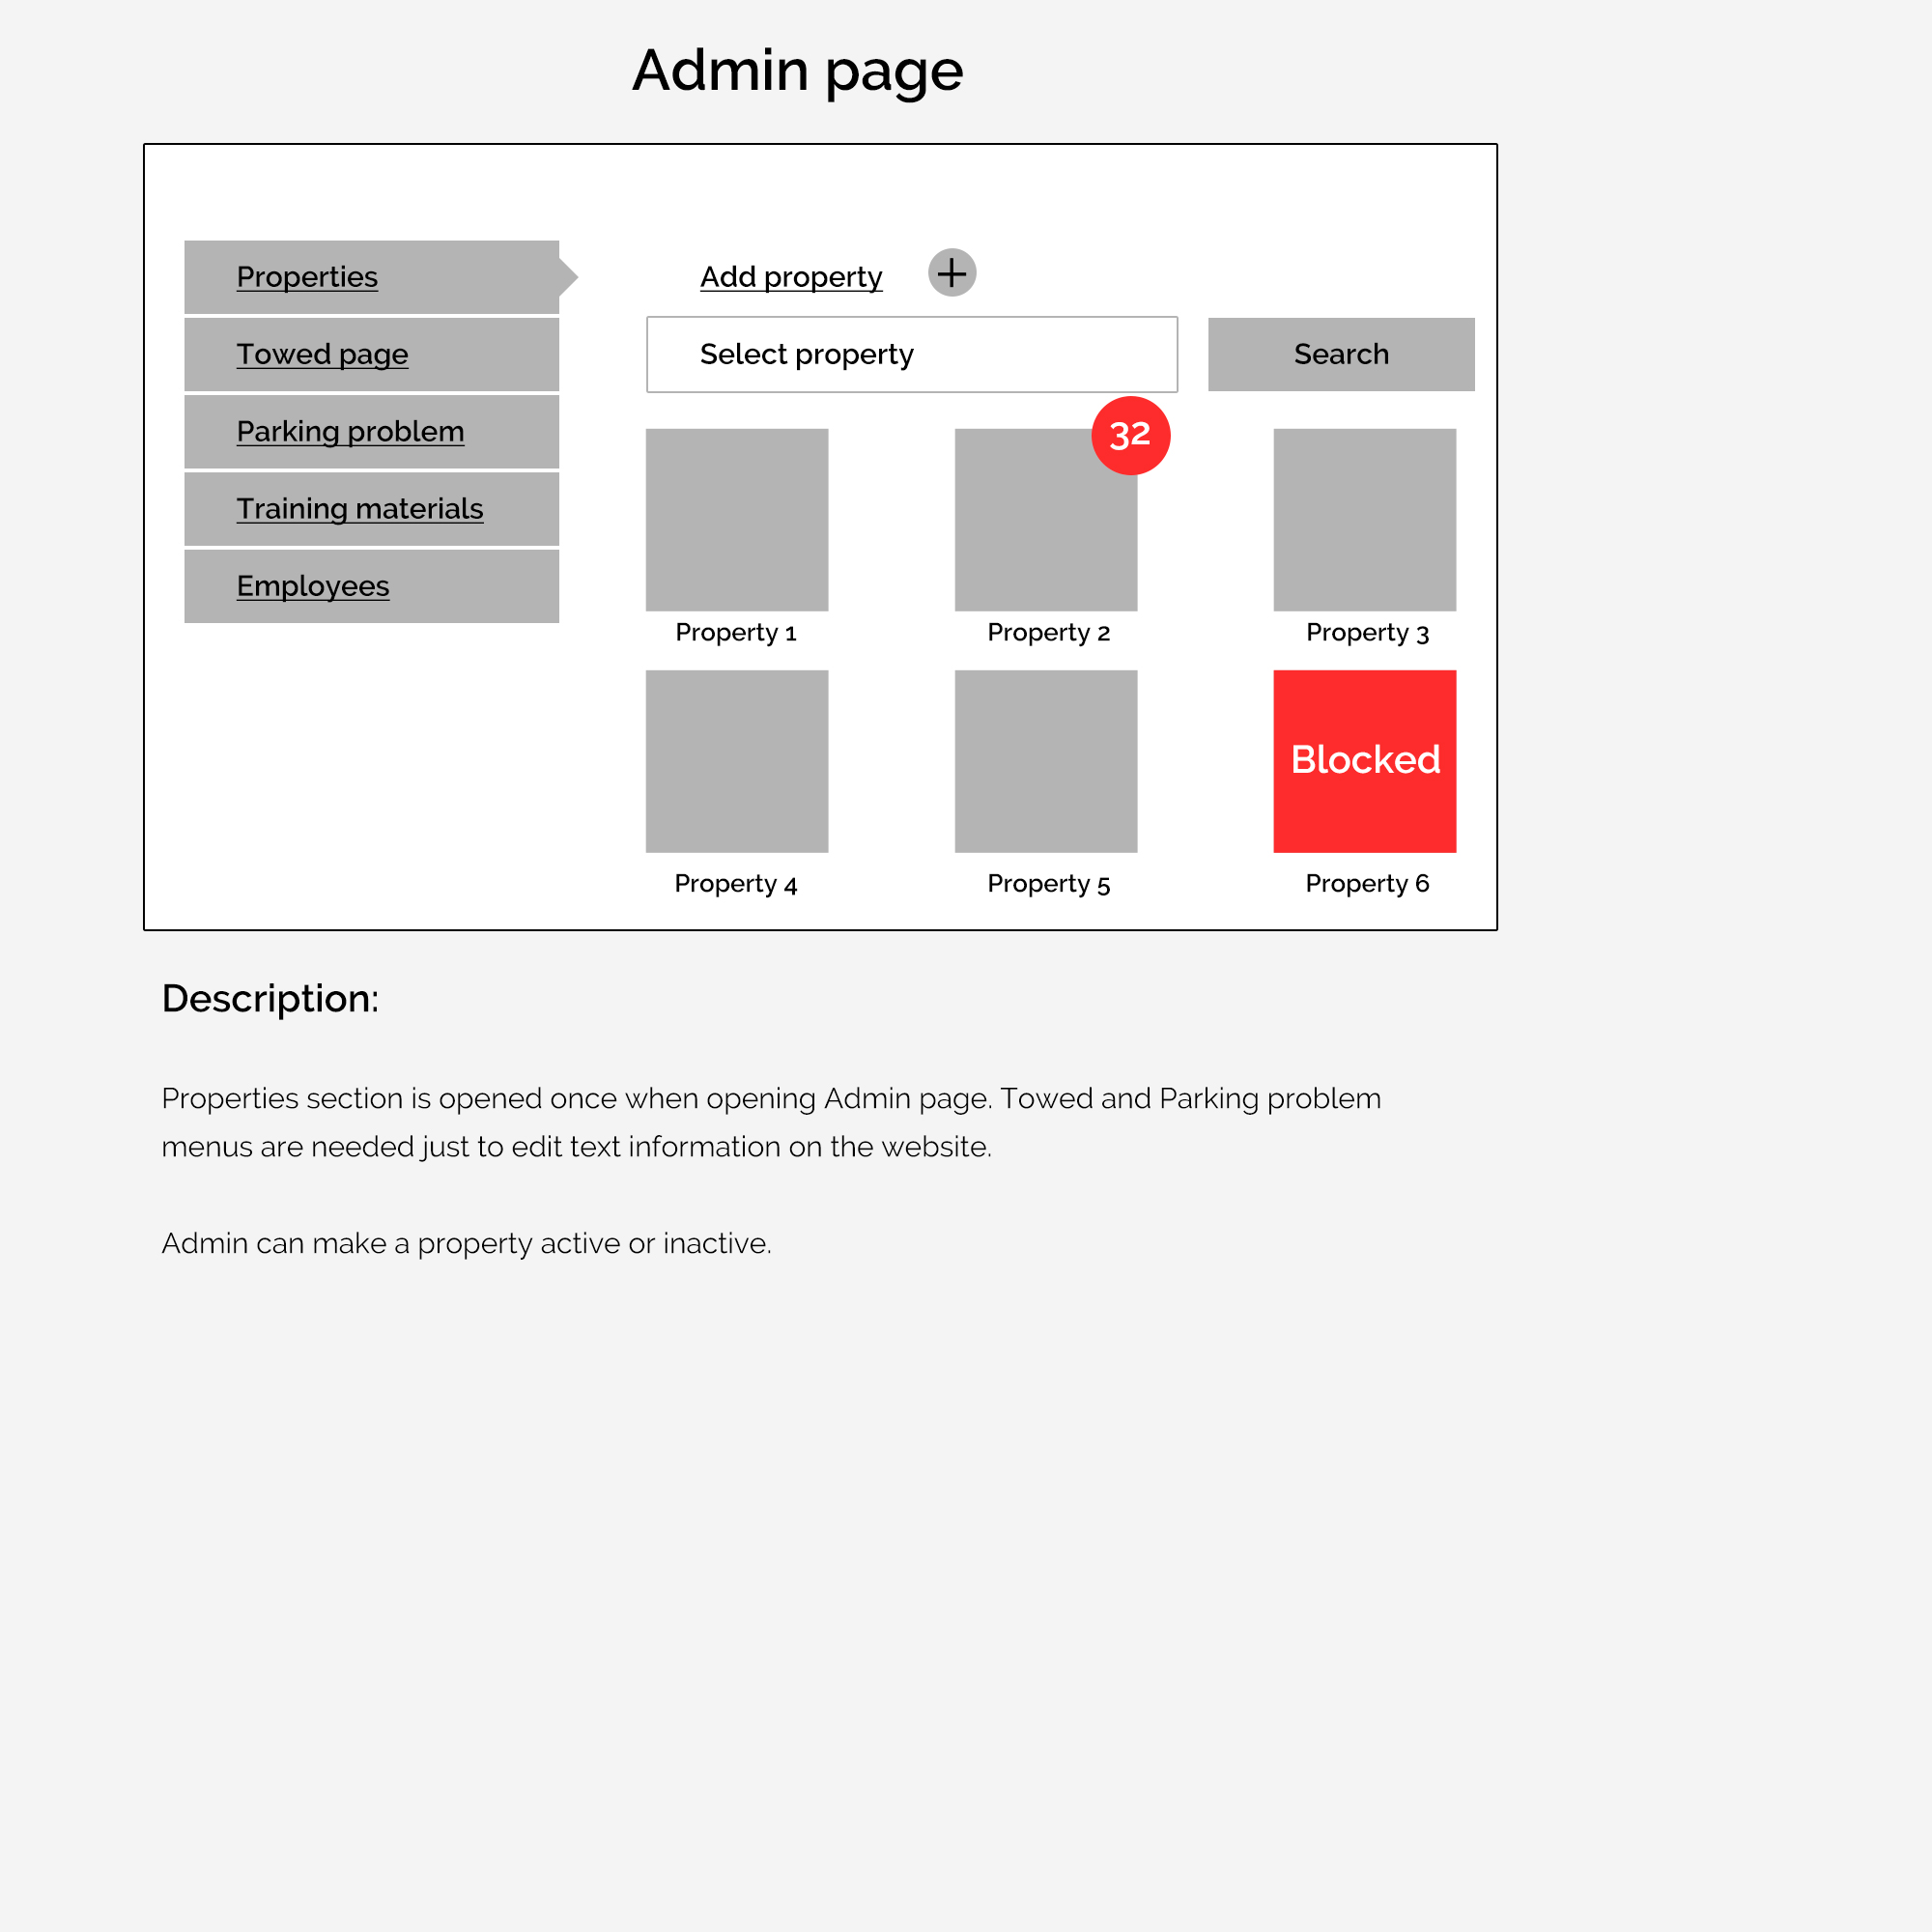 Admin page
Properties
Towed page
Parking problem
Training materials
Employees
Add property
Select property
Search
32
Property 1
Property 2
Property 3
Blocked
Property 4
Property 5
Property 6
Description:
Properties section is opened once when opening Admin page. Towed and Parking problem
menus are needed just to edit text information on the website.
Admin can make a property active or inactive.